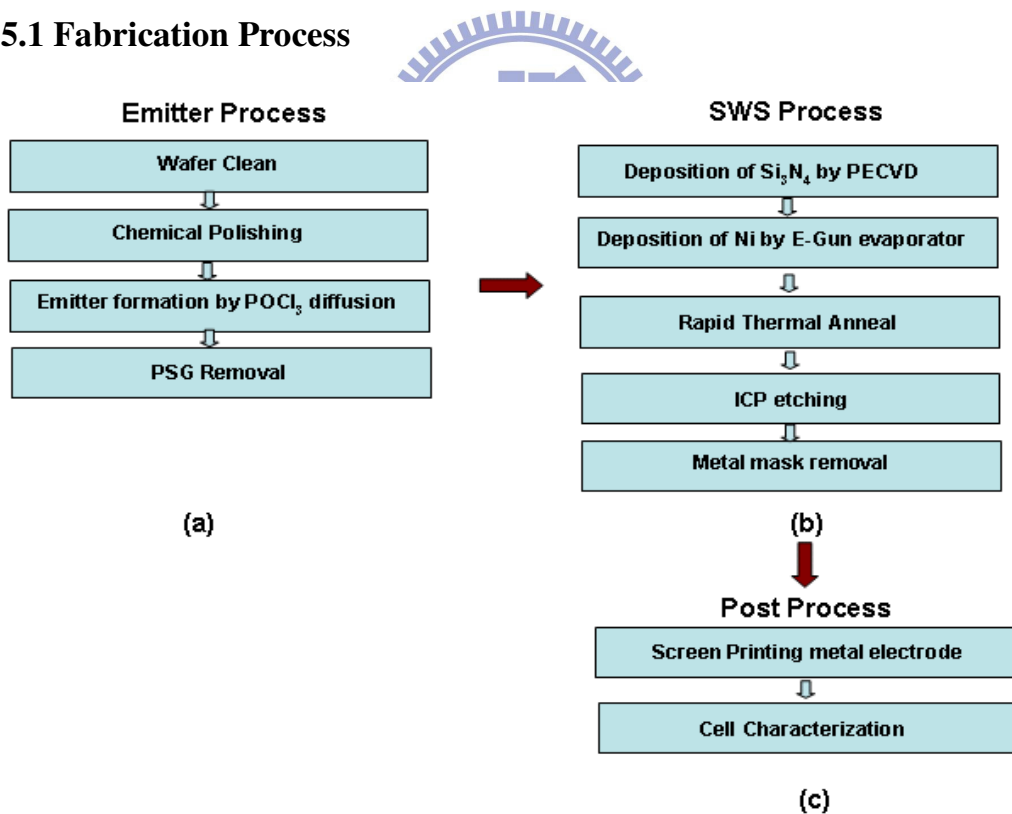 5.1 Fabrication Process
Emitter Process
Wafer Clean
Chemical Polishing
Emitter formation by POCl₃ diffusion
PSG Removal
(a)
SWS Process
Deposition of Si₃N₄ by PECVD
Deposition of Ni by E-Gun evaporator
Rapid Thermal Anneal
ICP etching
Metal mask removal
(b)
Post Process
Screen Printing metal electrode
Cell Characterization
(c)